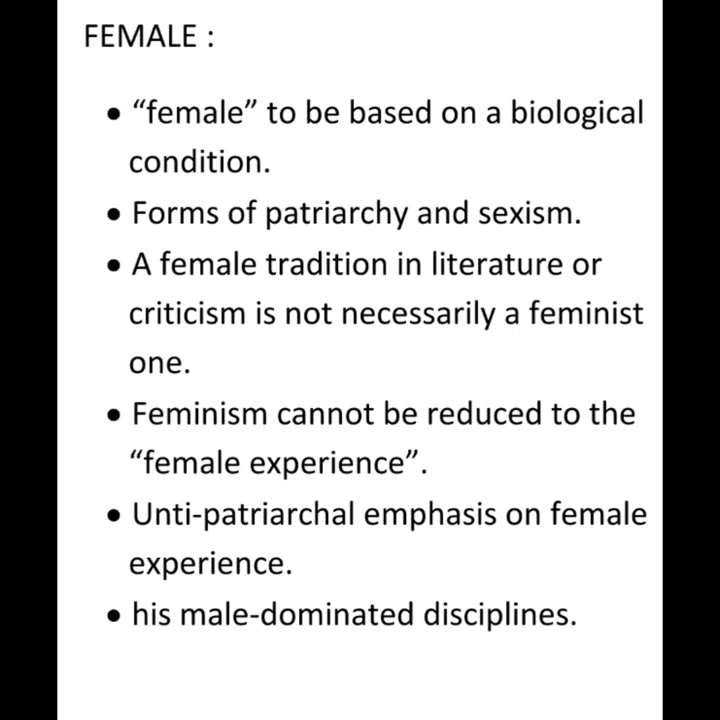 FEMALE :
• “female” to be based on a biological
condition.
• Forms of patriarchy and sexism.
• A female tradition in literature or
criticism is not necessarily a feminist
one.
• Feminism cannot be reduced to the
“female experience”.
• Unti-patriarchal emphasis on female
experience.
• his male-dominated disciplines.